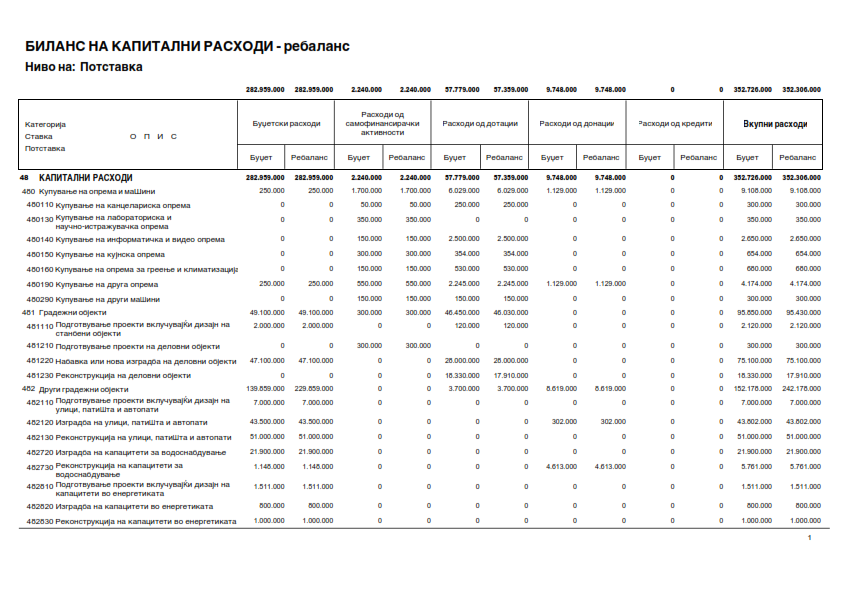 БИЛАНС НА КАПИТАЛНИ РАСХОДИ - ребаланс
Ниво на: Потставка
282.959.000 282.959.000 2.240.000 2.240.000 57.779.000 57.359.000 9.748.000 9.748.000 0 0 352.726.000 352.306.000
Категорија
Ставка О П И С
Потставка
Буџетски расходи
Расходи од самофинансирачки активности
Расходи од дотации
Расходи од донации
Расходи од кредити
Вкупни расходи
Буџет Ребаланс Буџет Ребаланс Буџет Ребаланс Буџет Ребаланс Буџет Ребаланс Буџет Ребаланс
48 КАПИТАЛНИ РАСХОДИ 282.959.000 282.959.000 2.240.000 2.240.000 57.779.000 57.359.000 9.748.000 9.748.000 0 0 352.726.000 352.306.000
480 Купување на опрема и маШини 250.000 250.000 1.700.000 1.700.000 6.029.000 6.029.000 1.129.000 1.129.000 0 0 9.108.000 9.108.000
480110 Купување на канцелариска опрема 0 0 50.000 50.000 250.000 250.000 0 0 0 0 300.000 300.000
480130 Купување на лабораториска и
научно-истражувачка опрема 0 0 350.000 350.000 0 0 0 0 0 0 350.000 350.000
480140 Купување на информатичка и видео опрема 0 0 150.000 150.000 2.500.000 2.500.000 0 0 0 0 2.650.000 2.650.000
480150 Купување на кујнска опрема 0 0 300.000 300.000 354.000 354.000 0 0 0 0 654.000 654.000
480160 Купување на опрема за греење и климатизациja 0 0 150.000 150.000 530.000 530.000 0 0 0 0 680.000 680.000
480190 Купување на друга опрема 250.000 250.000 550.000 550.000 2.245.000 2.245.000 1.129.000 1.129.000 0 0 4.174.000 4.174.000
480290 Купување на други маШини 0 0 150.000 150.000 150.000 150.000 0 0 0 0 300.000 300.000
481 Градежни објекти 49.100.000 49.100.000 300.000 300.000 46.450.000 46.030.000 0 0 0 0 95.850.000 95.430.000
481110 Подготвување проекти вклучувајќи дизајн на
станбени објекти 2.000.000 2.000.000 0 0 120.000 120.000 0 0 0 0 2.120.000 2.120.000
481210 Подготвување проекти на деловни објекти 0 0 300.000 300.000 0 0 0 0 0 0 300.000 300.000
481220 Набавка или нова изградба на деловни објекти 47.100.000 47.100.000 0 0 28.000.000 28.000.000 0 0 0 0 75.100.000 75.100.000
481230 Реконструкција на деловни објекти 0 0 0 0 18.330.000 17.910.000 0 0 0 0 18.330.000 17.910.000
482 Други градежни објекти 139.859.000 229.859.000 0 0 3.700.000 3.700.000 8.619.000 8.619.000 0 0 152.178.000 242.178.000
482110 Подготвување проекти вклучувајќи дизајн на
улици, патиШта и автопати 7.000.000 7.000.000 0 0 0 0 0 0 0 0 7.000.000 7.000.000
482120 Изградба на улици, патиШта и автопати 43.500.000 43.500.000 0 0 0 0 302.000 302.000 0 0 43.802.000 43.802.000
482130 Реконструкција на улици, патиШта и автопати 51.000.000 51.000.000 0 0 0 0 0 0 0 0 51.000.000 51.000.000
482720 Изградба на капацитети за водоснабдување 21.900.000 21.900.000 0 0 0 0 0 0 0 0 21.900.000 21.900.000
482730 Реконструкција на капацитети за
водоснабдување 1.148.000 1.148.000 0 0 0 0 4.613.000 4.613.000 0 0 5.761.000 5.761.000
482810 Подготвување проекти вклучувајќи дизајн на
капацитети во енергетиката 1.511.000 1.511.000 0 0 0 0 0 0 0 0 1.511.000 1.511.000
482820 Изградба на капацитети во енергетиката 800.000 800.000 0 0 0 0 0 0 0 0 800.000 800.000
482830 Реконструкција на капацитети во енергетиката 1.000.000 1.000.000 0 0 0 0 0 0 0 0 1.000.000 1.000.000
1